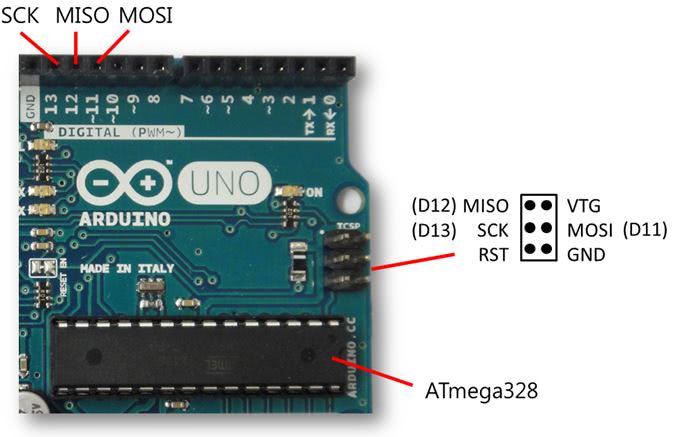 SCK MISO MOSI
GND 13 12 ~11 ~10 ~9 8 7 ~6 ~5 4 ~3 2 TX→1 RX←0
DIGITAL (PWM~)
™
UNO
ON
ARDUINO
ICSP
(D12) MISO VTG
(D13) SCK MOSI (D11)
RST GND
MADE IN ITALY
RESET EN
ARDUINO.CC
ATmega328